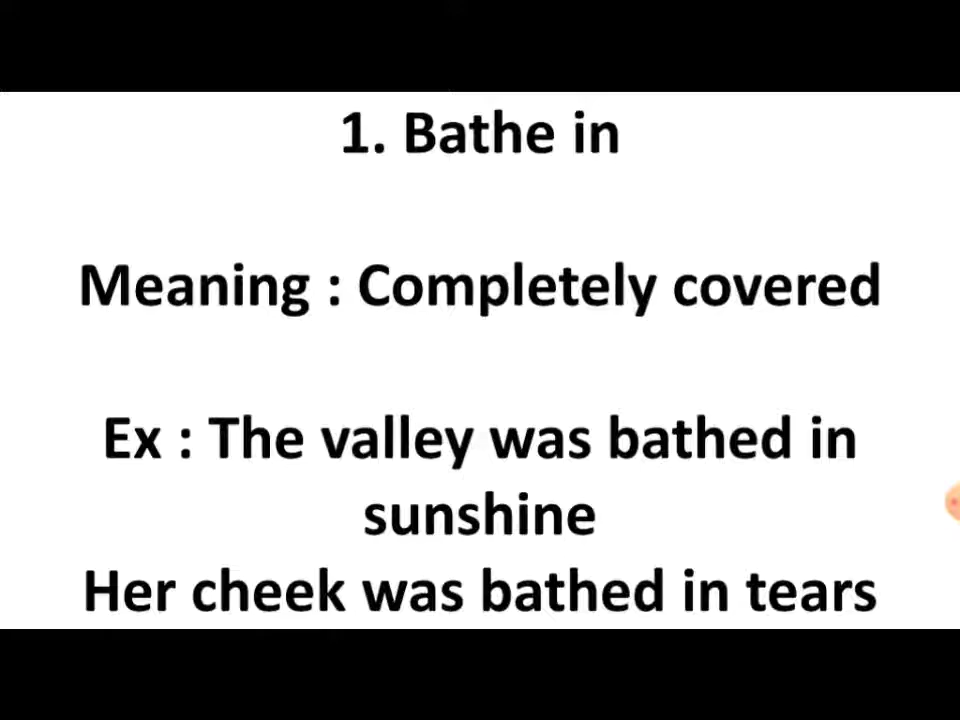 1. Bathe in
Meaning : Completely covered
Ex : The valley was bathed in
sunshine
Her cheek was bathed in tears